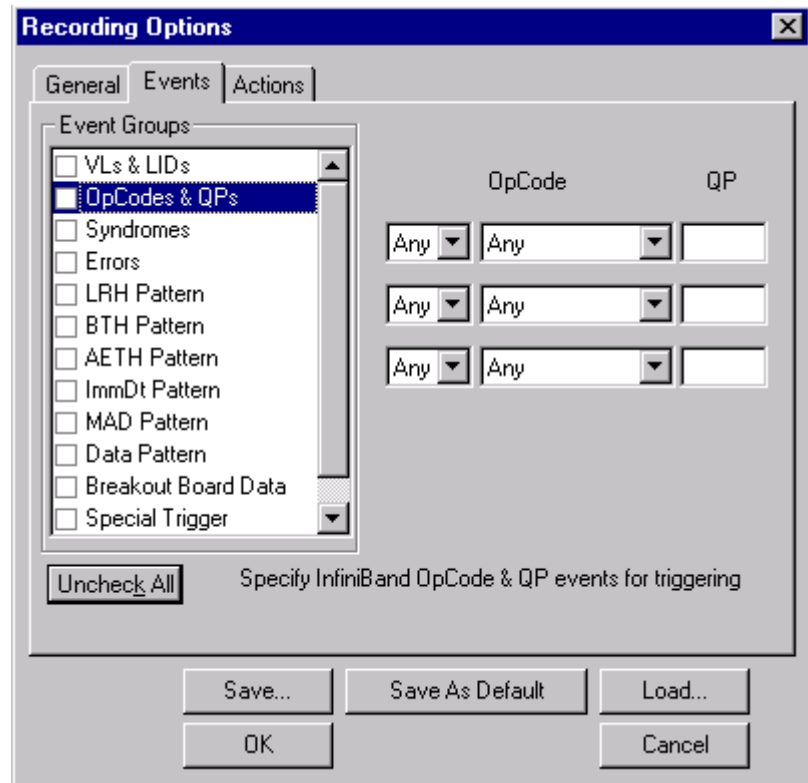 Recording Options
General Events Actions
Event Groups
VLs & LIDs
OpCodes & QPs
Syndromes
Errors
LRH Pattern
BTH Pattern
AETH Pattern
ImmDt Pattern
MAD Pattern
Data Pattern
Breakout Board Data
Special Trigger
OpCode QP
Any Any
Any Any
Any Any
Uncheck All
Specify InfiniBand OpCode & QP events for triggering
Save... Save As Default Load...
OK Cancel